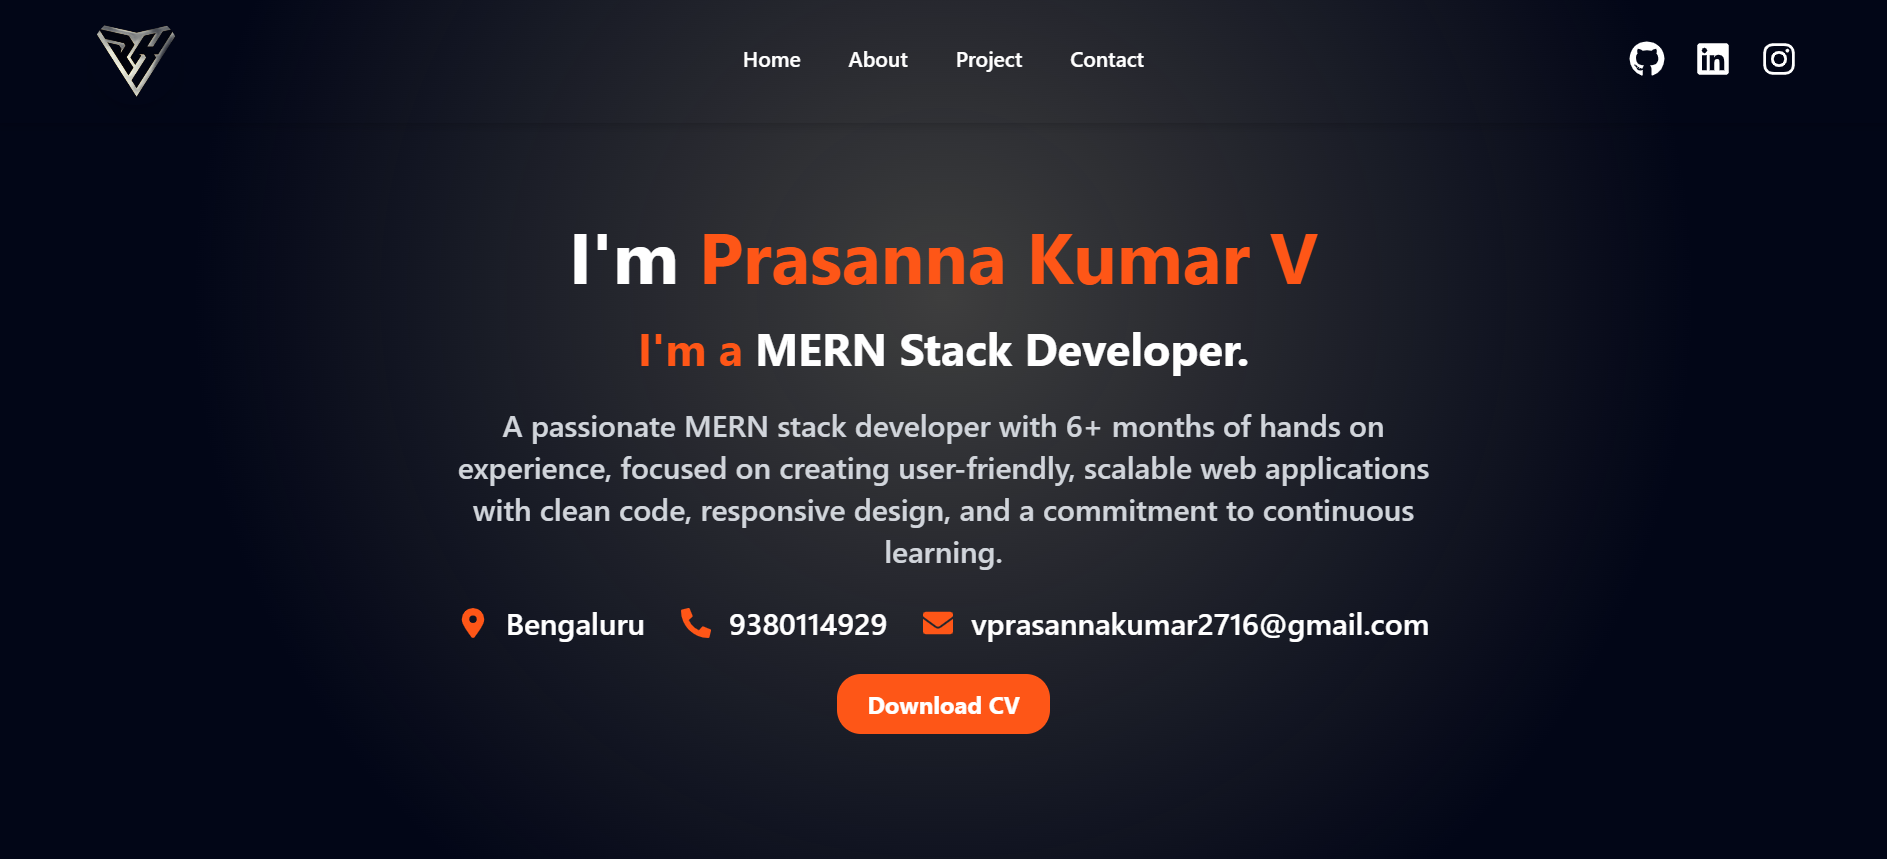 Home About Project Contact
I'm Prasanna Kumar V
I'm a MERN Stack Developer.
A passionate MERN stack developer with 6+ months of hands on
experience, focused on creating user-friendly, scalable web applications
with clean code, responsive design, and a commitment to continuous
learning.
Bengaluru 9380114929 vprasannakumar2716@gmail.com
Download CV